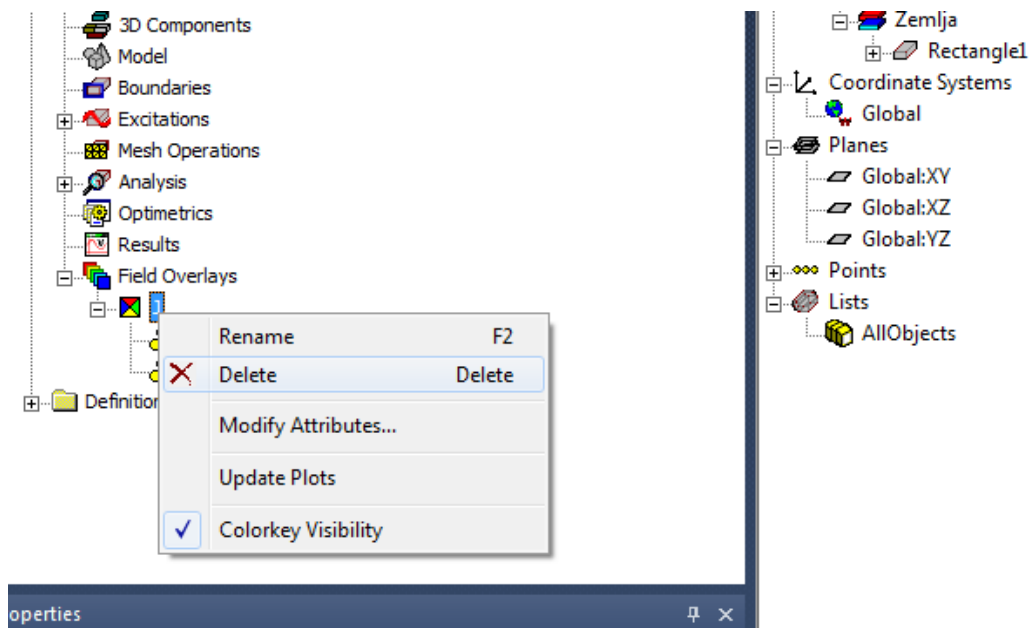 3D Components
Model
Boundaries
Excitations
Mesh Operations
Analysis
Optimetrics
Results
Field Overlays
Definition
Rename F2
Delete Delete
Modify Attributes...
Update Plots
Colorkey Visibility
operties
Zemlja
Rectangle1
Coordinate Systems
Global
Planes
Global:XY
Global:XZ
Global:YZ
Points
Lists
AllObjects